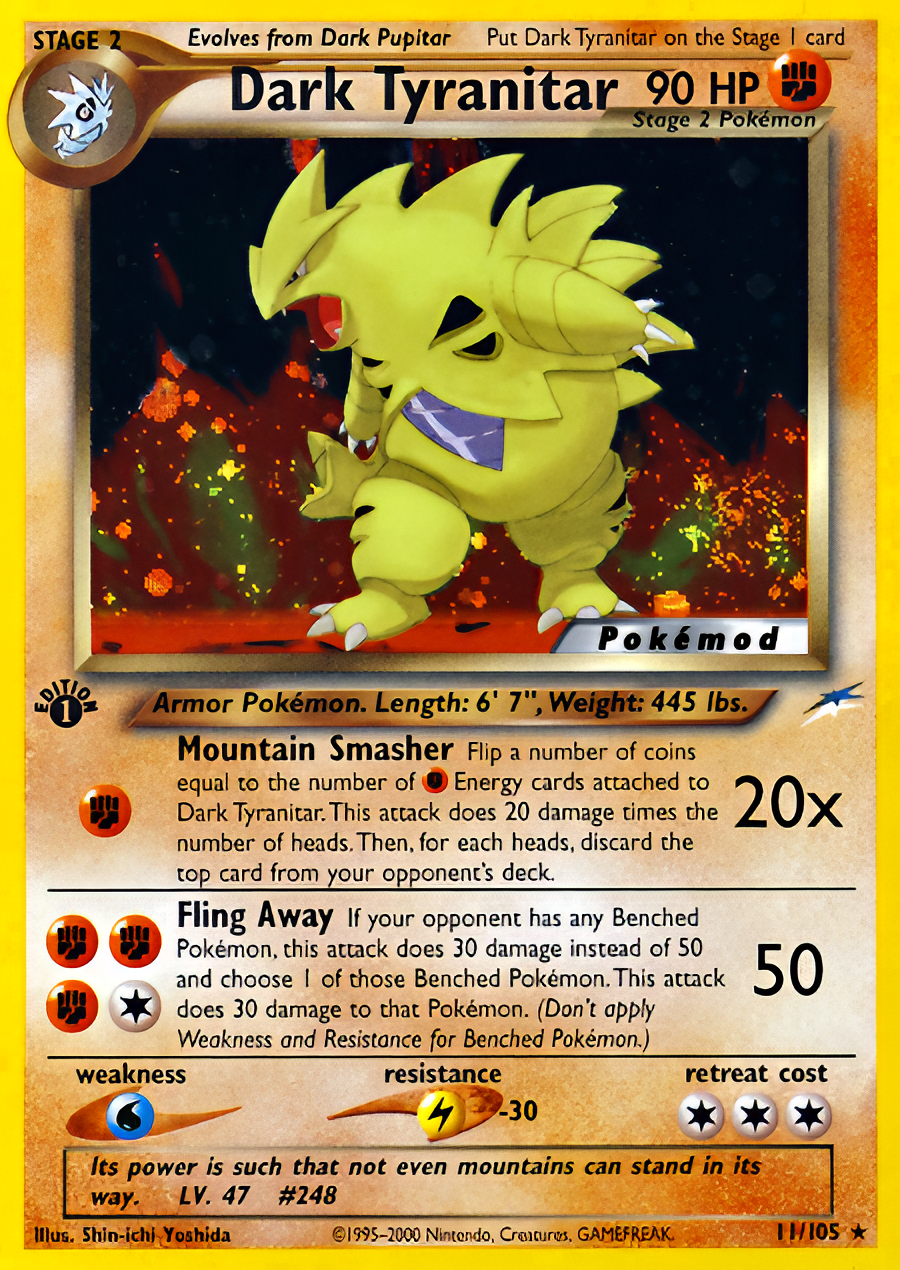 STAGE 2 Evolves from Dark Pupitar Put Dark Tyranitar on the Stage 1 card
Dark Tyranitar 90 HP
Stage 2 Pokémon
Pokémod
EDITION
1
Armor Pokémon. Length: 6' 7", Weight: 445 lbs.
Mountain Smasher Flip a number of coins
equal to the number of Energy cards attached to
Dark Tyranitar. This attack does 20 damage times the
number of heads. Then, for each heads, discard the
top card from your opponent's deck.
20x
Fling Away If your opponent has any Benched
Pokémon, this attack does 30 damage instead of 50
and choose 1 of those Benched Pokémon. This attack
does 30 damage to that Pokémon. (Don't apply
Weakness and Resistance for Benched Pokémon.)
50
weakness resistance retreat cost
-30
Its power is such that not even mountains can stand in its
way. LV. 47 #248
Illus. Shin-ichi Yoshida ©1995-2000 Nintendo, Creatures, GAMEFREAK. 11/105 ★